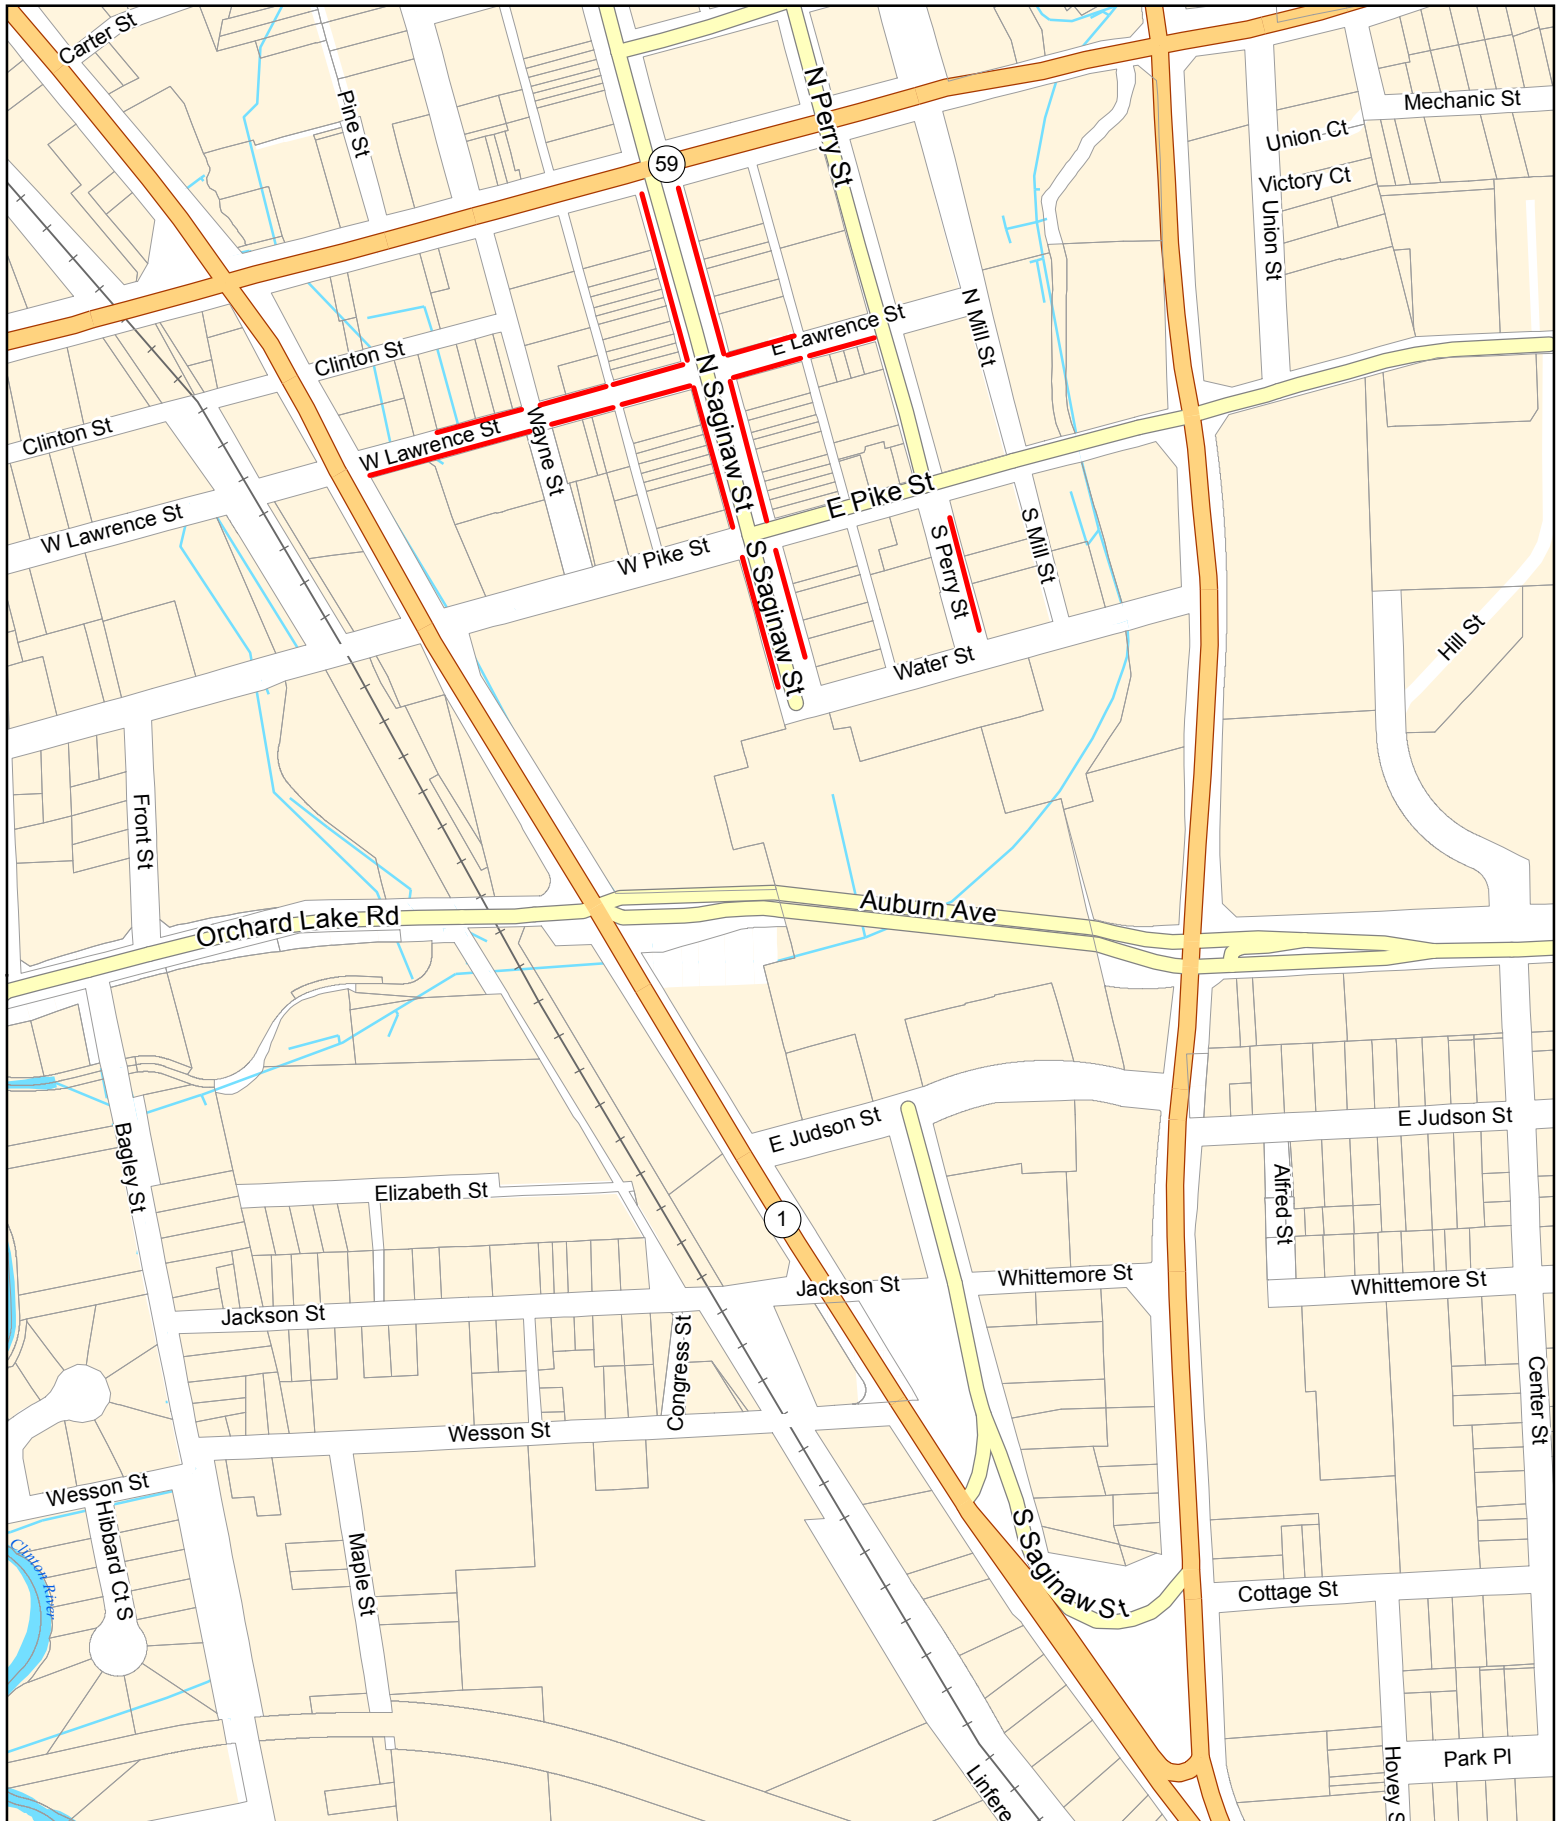 Carter St
Pine St
N Perry St
Mechanic St
Union Ct
Victory Ct
Union St
59
Clinton St
E Lawrence St
N Mill St
N Saginaw St
Clinton St
W Lawrence St
Wayne St
W Lawrence St
E Pike St
W Pike St
S Perry St
S Mill St
S Saginaw St
Water St
Hill St
Front St
Orchard Lake Rd
Auburn Ave
E Judson St
E Judson St
Bagley St
Elizabeth St
Alfred St
1
Jackson St
Whittemore St
Whittemore St
Jackson St
Congress St
Center St
Wesson St
Wesson St
Hibbard Ct S
Clinton River
Maple St
S Saginaw St
Cottage St
Park Pl
Hovey S
Linfere